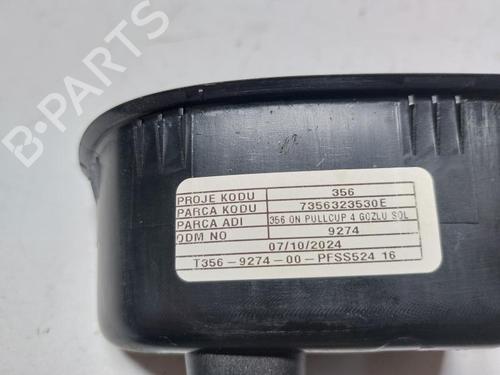 B-PARTS
PROJE KODU 356
PARCA KODU 7356323530E
PARCA ADI 356 ON PULLCUP 4 GOZLU SOL
ODM NO 9274
07/10/2024
T356-9274-00-PFSS524 16